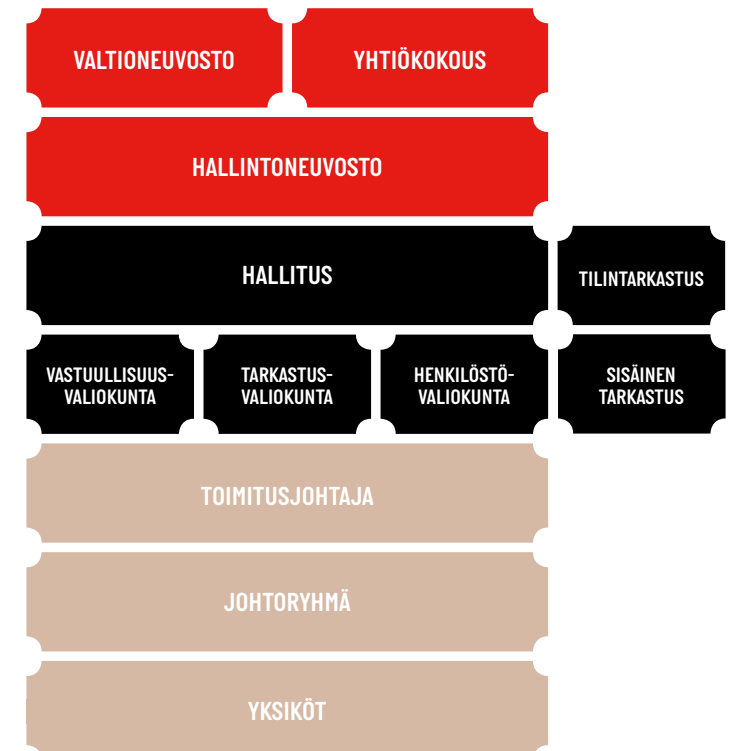 VALTIONEUVOSTO
YHTIÖKOKOUS
HALLINTONEUVOSTO
HALLITUS
TILINTARKASTUS
VASTUULLISUUS-
VALIOKUNTA
TARKASTUS-
VALIOKUNTA
HENKILÖSTÖ-
VALIOKUNTA
SISÄINEN
TARKASTUS
TOIMITUSJOHTAJA
JOHTORYHMÄ
YKSIKÖT